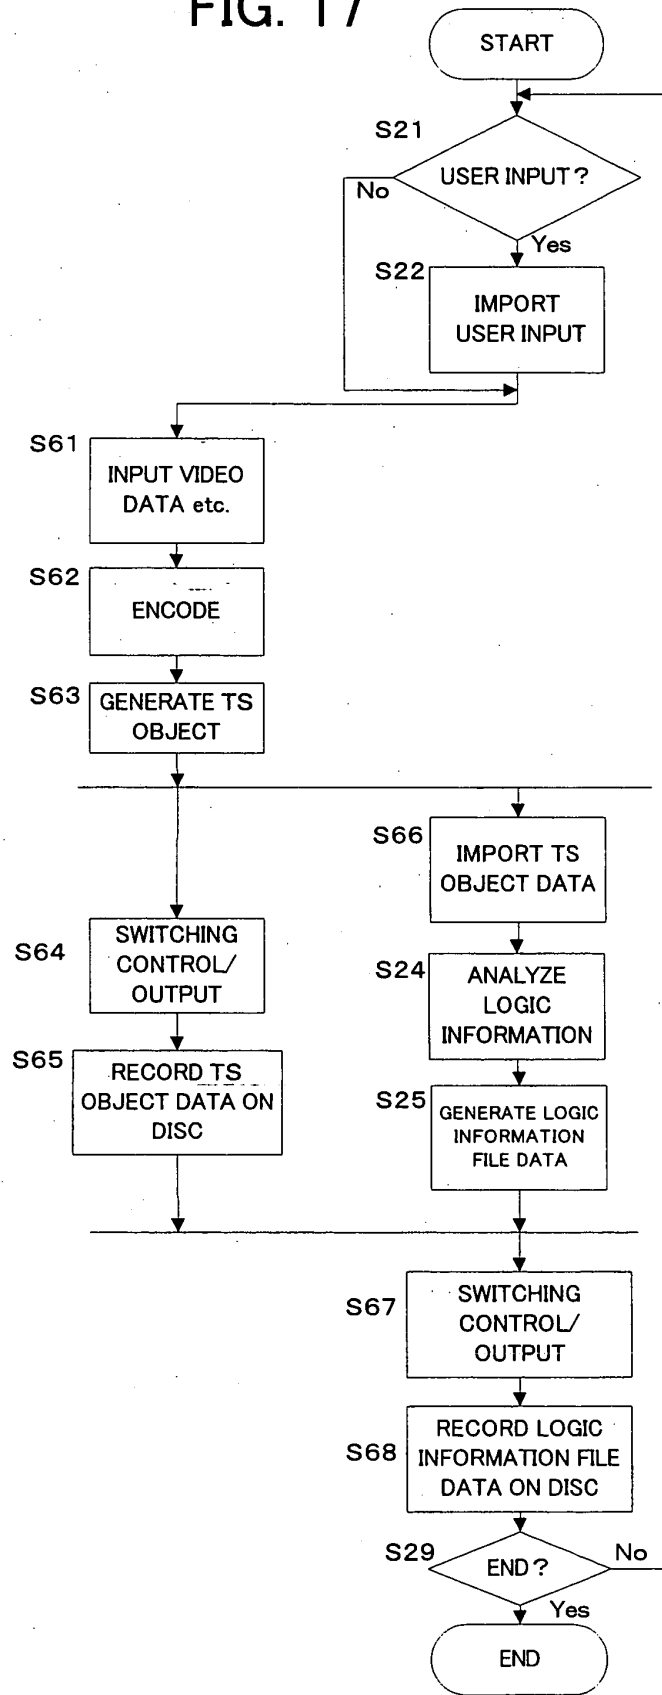 FIG. 17
START
S21
USER INPUT?
No
Yes
S22
IMPORT
USER INPUT
S61
INPUT VIDEO
DATA etc.
S62
ENCODE
S63
GENERATE TS
OBJECT
S66
IMPORT TS
OBJECT DATA
S64
SWITCHING
CONTROL/
OUTPUT
S24
ANALYZE
LOGIC
INFORMATION
S65
RECORD TS
OBJECT DATA ON
DISC
S25
GENERATE LOGIC
INFORMATION
FILE DATA
S67
SWITCHING
CONTROL/
OUTPUT
S68
RECORD LOGIC
INFORMATION FILE
DATA ON DISC
S29
END?
No
Yes
END